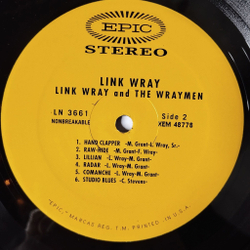 EPIC
STEREO
LINK WRAY
LINK WRAY and THE WRAYMEN
LN 3661
NONBREAKABLE
Side 2
XEM 48776
1. HAND CLAPPER -M. Grant-L. Wray, Sr.-
2. RAW-HIDE -M. Grant-F. Wray-
3. LILLIAN -L. Wray-M. Grant-
4. RADAR -L. Wray-M. Grant-
5. COMANCHE -L. Wray-M. Grant-
6. STUDIO BLUES -C. Stevens-
"EPIC," MARCAS REG. T.M. PRINTED IN U.S.A.